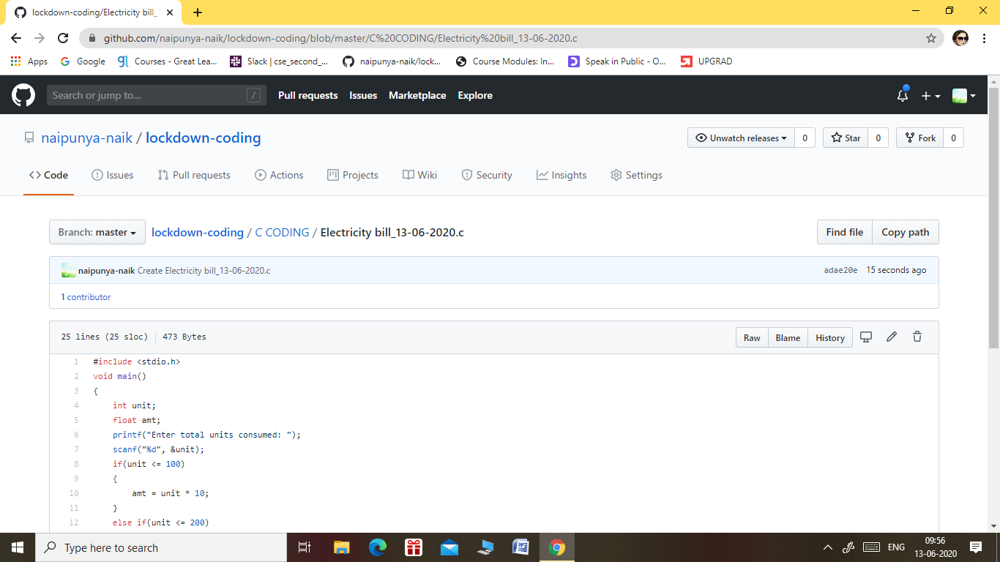 lockdown-coding/Electricity bill_
github.com/naipunya-naik/lockdown-coding/blob/master/C%20CODING/Electricity%20bill_13-06-2020.c
Apps Google Courses - Great Lea... Slack | cse_second_... naipunya-naik/lock... Course Modules: In... Speak in Public - O... UPGRAD
Search or jump to... / Pull requests Issues Marketplace Explore
naipunya-naik / lockdown-coding Unwatch releases 0 Star 0 Fork 0
Code Issues Pull requests Actions Projects Wiki Security Insights Settings
Branch: master lockdown-coding / C CODING / Electricity bill_13-06-2020.c Find file Copy path
naipunya-naik Create Electricity bill_13-06-2020.c adae20e 15 seconds ago
1 contributor
25 lines (25 sloc) 473 Bytes Raw Blame History
1 #include <stdio.h>
2 void main()
3 {
4 int unit;
5 float amt;
6 printf("Enter total units consumed: ");
7 scanf("%d", &unit);
8 if(unit <= 100)
9 {
10 amt = unit * 10;
11 }
12 else if(unit <= 200)
Type here to search ENG 09:56
13-06-2020